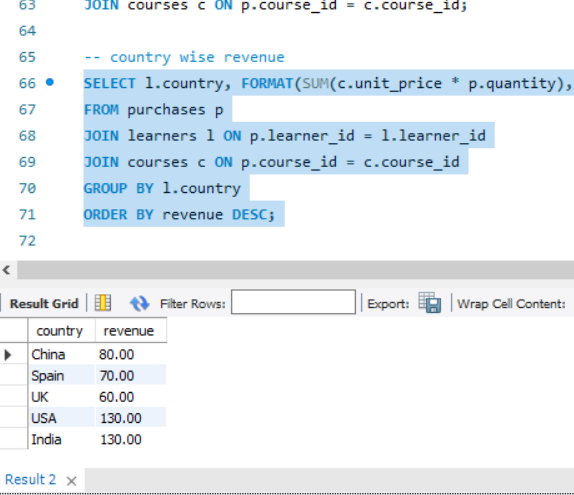 63 JOIN courses c ON p.course_id = c.course_id;
64
65 -- country wise revenue
66 SELECT l.country, FORMAT(SUM(c.unit_price * p.quantity),
67 FROM purchases p
68 JOIN learners l ON p.learner_id = l.learner_id
69 JOIN courses c ON p.course_id = c.course_id
70 GROUP BY l.country
71 ORDER BY revenue DESC;
72
Result Grid Filter Rows: Export: Wrap Cell Content:
country revenue
China 80.00
Spain 70.00
UK 60.00
USA 130.00
India 130.00
Result 2 ×